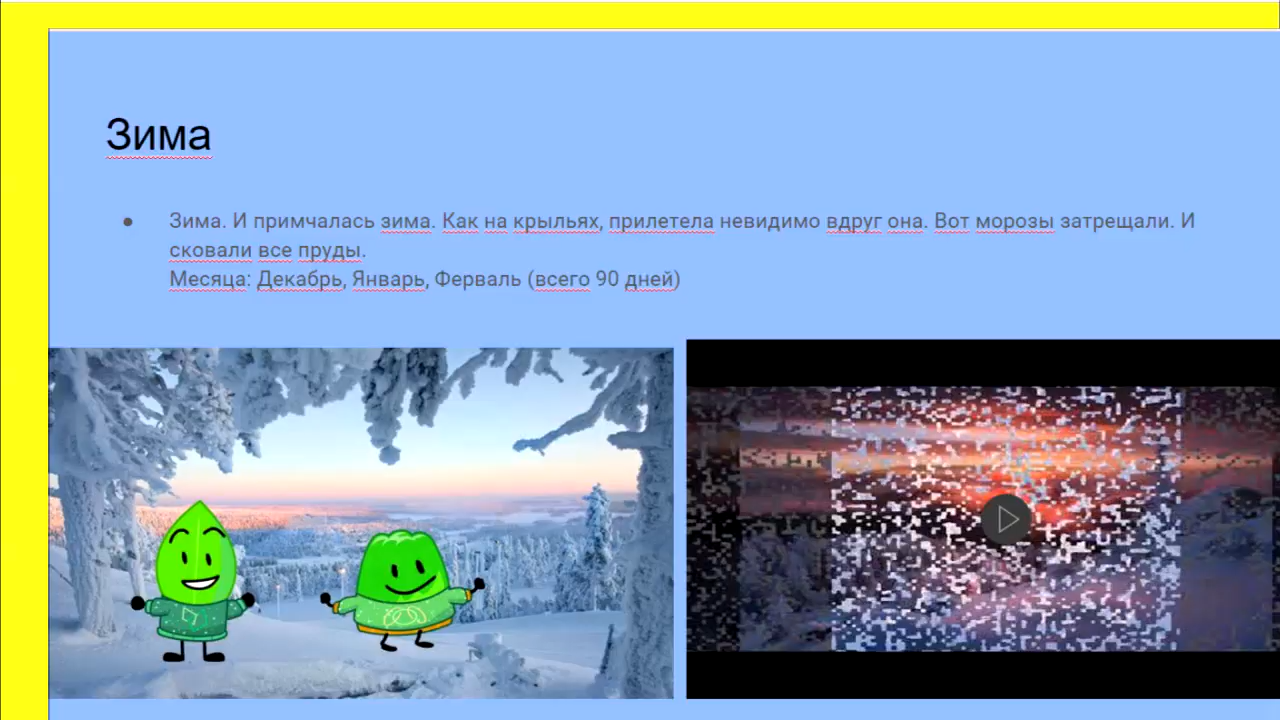 Зима
Зима. И примчалась зима. Как на крыльях, прилетела невидимо вдруг она. Вот морозы затрещали. И
сковали все пруды.
Месяца: Декабрь, Январь, Ферваль (всего 90 дней)